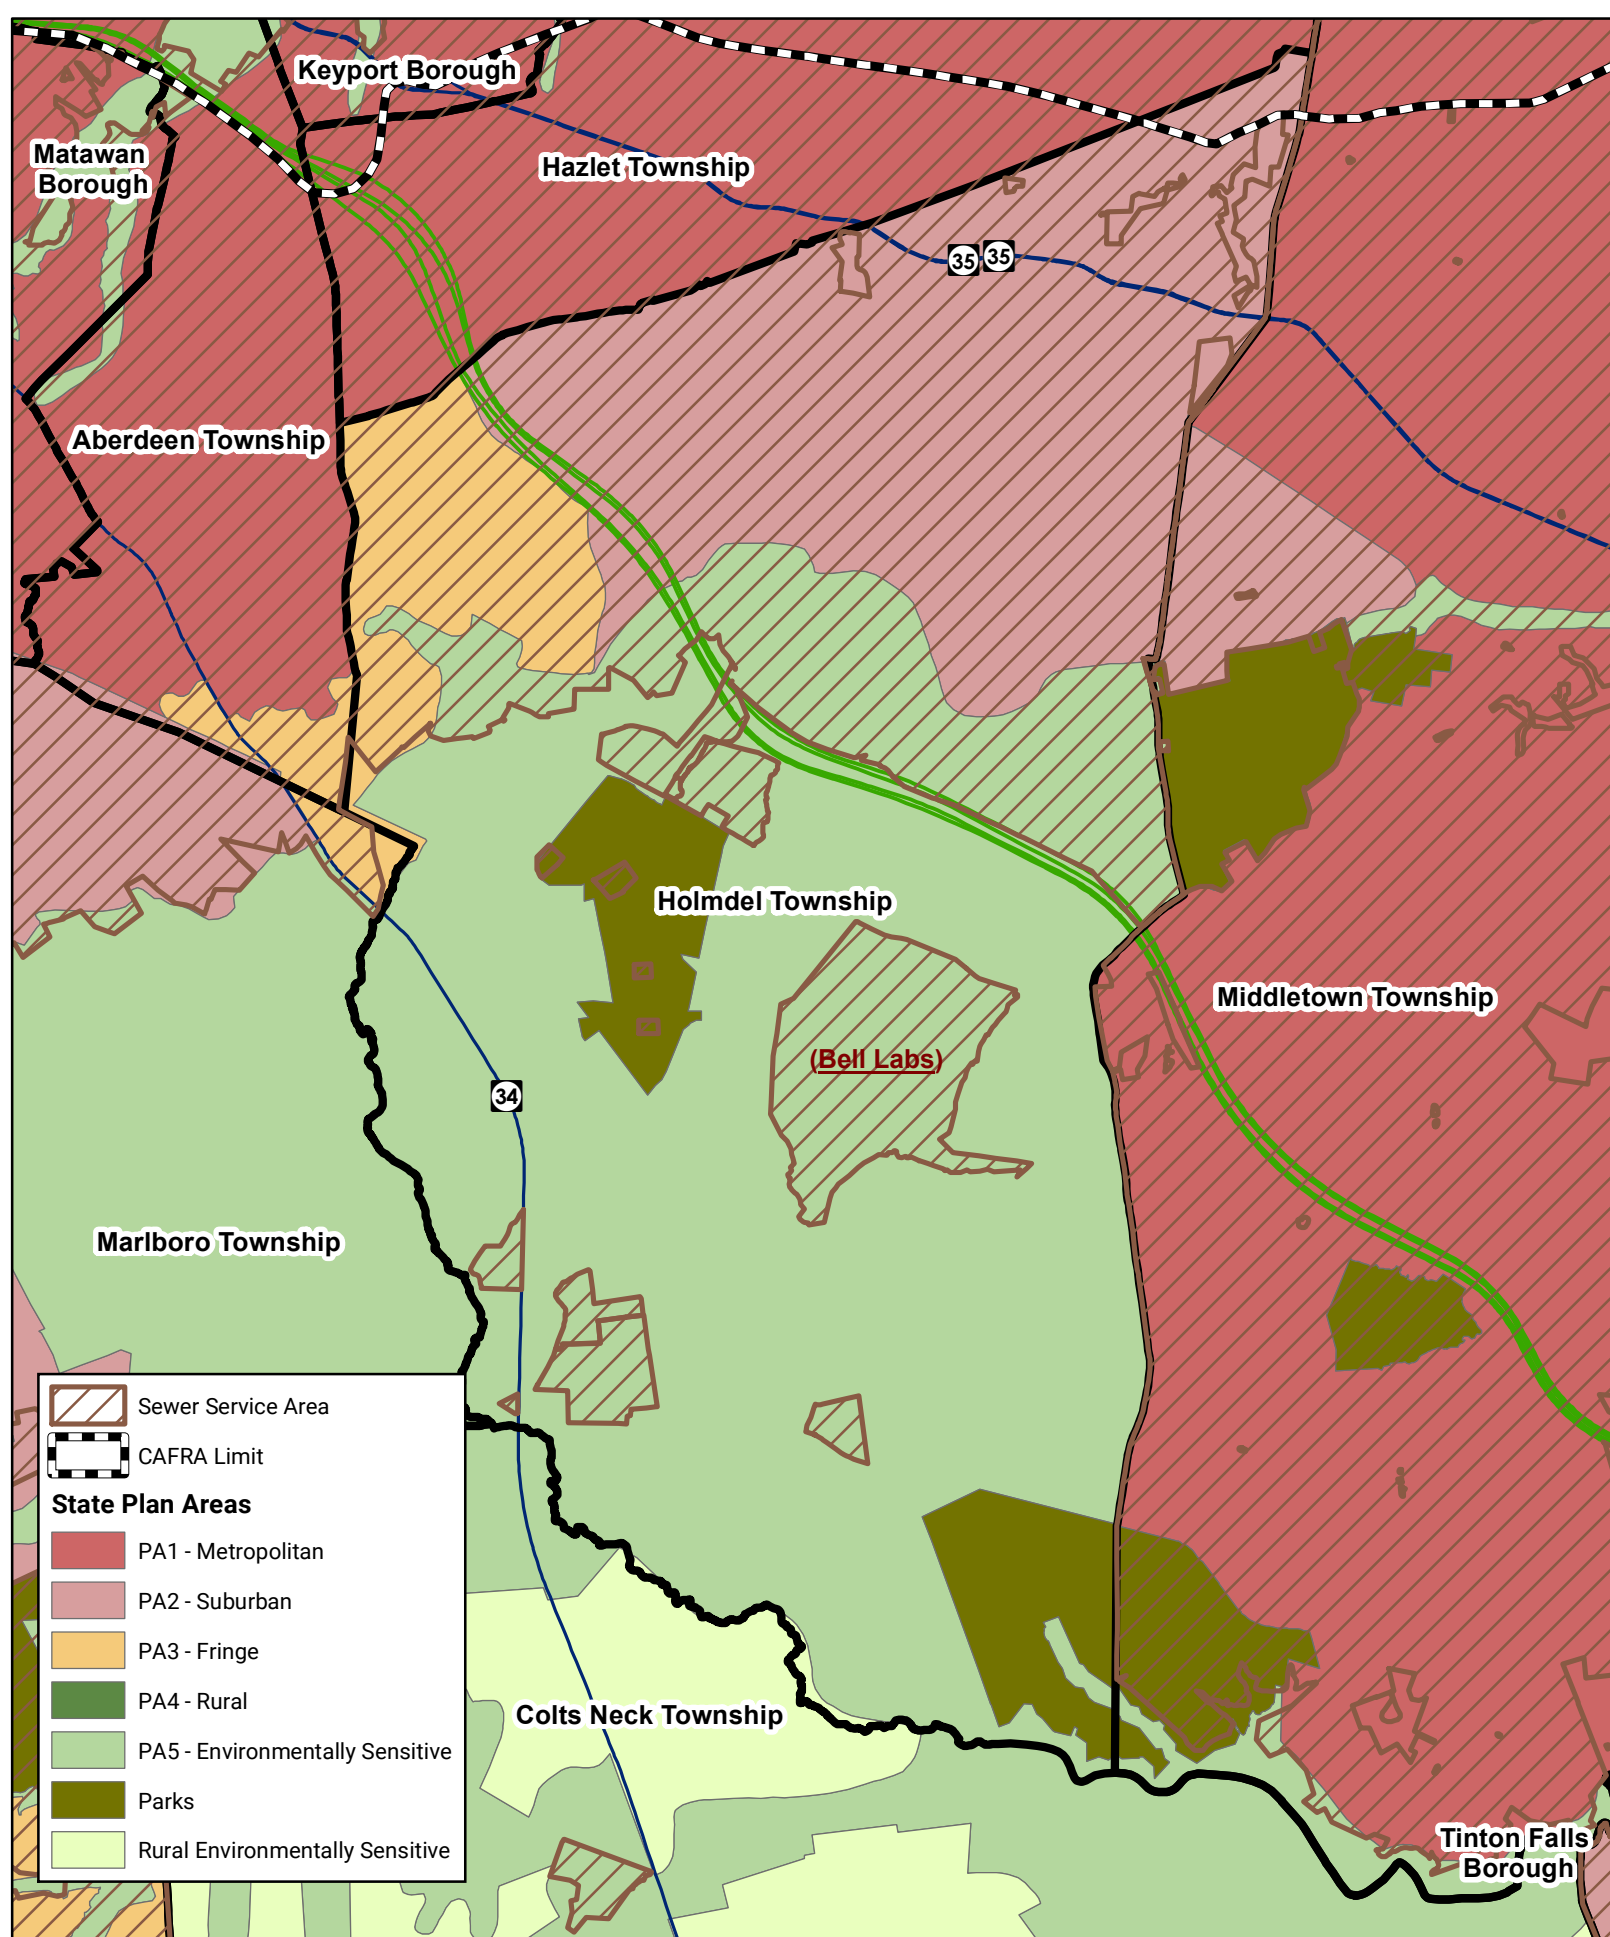 Keyport Borough
Matawan
Borough
Hazlet Township
35
35
Aberdeen Township
Holmdel Township
Middletown Township
(Bell Labs)
34
Marlboro Township
Sewer Service Area
CAFRA Limit
State Plan Areas
PA1 - Metropolitan
PA2 - Suburban
PA3 - Fringe
PA4 - Rural
PA5 - Environmentally Sensitive
Parks
Rural Environmentally Sensitive
Colts Neck Township
Tinton Falls
Borough